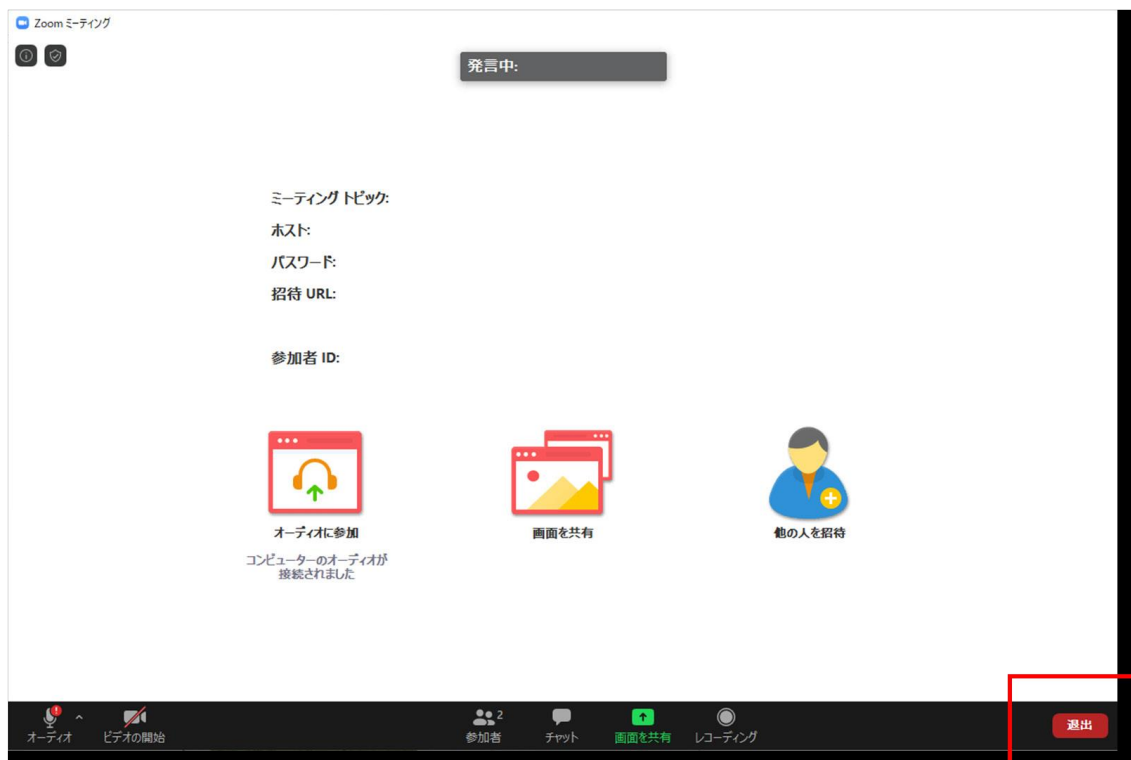 Zoom ミーティング
発言中:
ミーティング トピック:
ホスト:
パスワード:
招待 URL:
参加者 ID:
オーディオに参加
画面を共有
他の人を招待
コンピューターのオーディオが
接続されました
オーディオ
ビデオの開始
2
参加者
チャット
画面を共有
レコーディング
退出